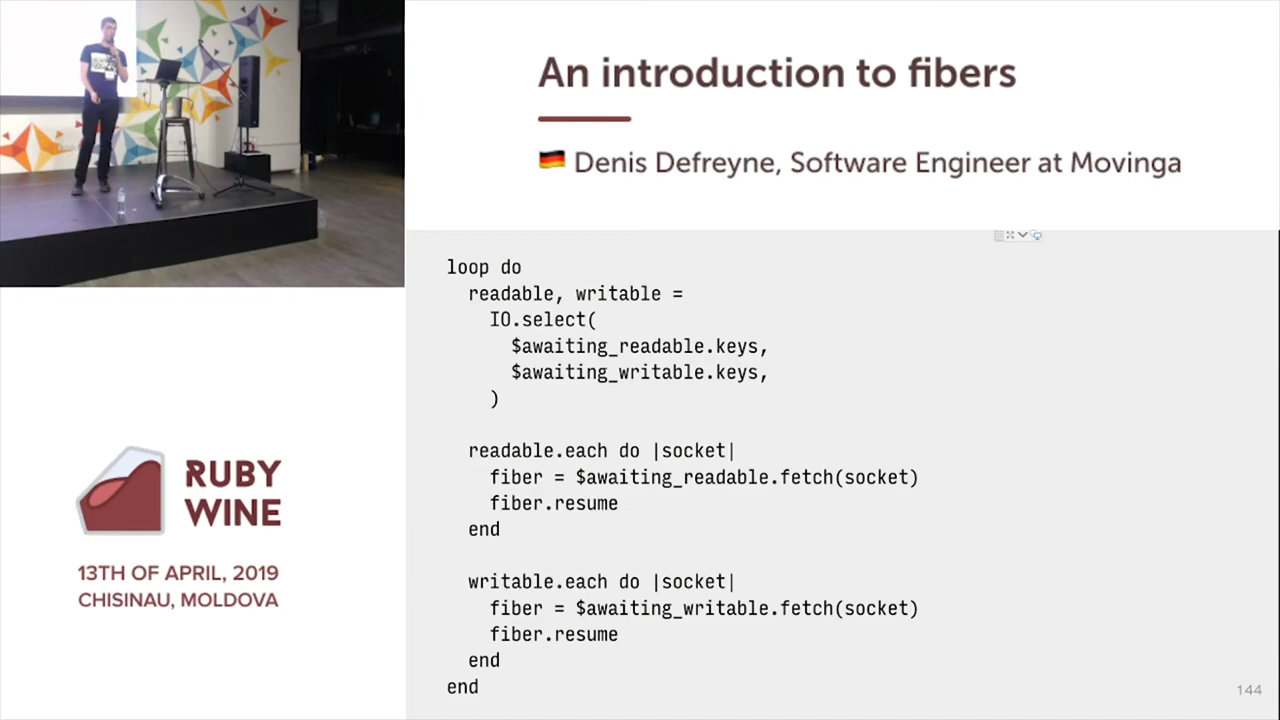 An introduction to fibers
Denis Defreyne, Software Engineer at Movinga
loop do
readable, writable =
IO.select(
$awaiting_readable.keys,
$awaiting_writable.keys,
)
readable.each do |socket|
fiber = $awaiting_readable.fetch(socket)
fiber.resume
end
writable.each do |socket|
fiber = $awaiting_writable.fetch(socket)
fiber.resume
end
end
144
RUBY
WINE
13TH OF APRIL, 2019
CHISINAU, MOLDOVA